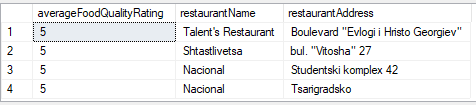 averageFoodQualityRating restaurantName restaurantAddress
1 5 Talent's Restaurant Boulevard "Evlogi i Hristo Georgiev"
2 5 Shtastlivetsa bul. "Vitosha" 27
3 5 Nacional Studentski komplex 42
4 5 Nacional Tsarigradsko